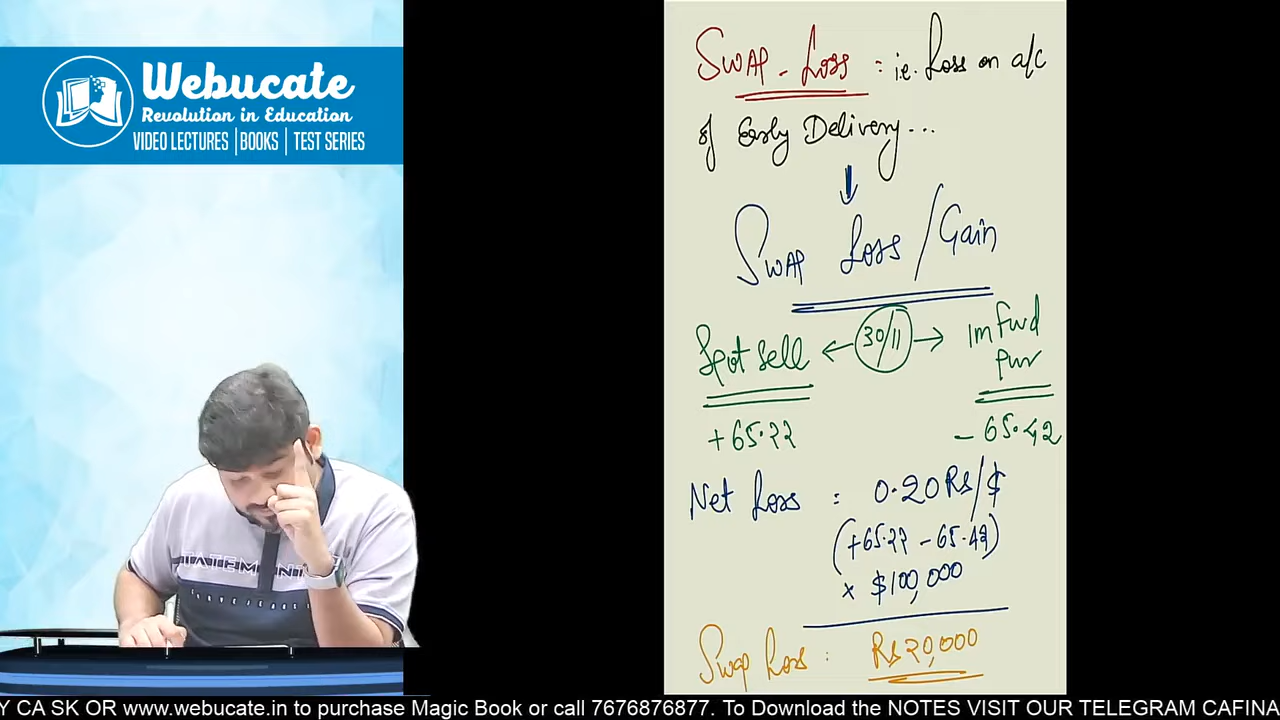 Webucate
Revolution in Education
VIDEO LECTURES | BOOKS | TEST SERIES
SWAP - Loss : i.e. Loss on a/c
of Early Delivery...
SWAP Loss / Gain
Spot sell ← 30/11 → 1m Fwd
pur
+65.22 - 65.42
Net Loss : 0.20 Rs/$
(+65.22 - 65.42)
x $100,000
Swap Loss : Rs 20,000
TATEMENT
Y CA SK OR www.webucate.in to purchase Magic Book or call 7676876877. To Download the NOTES VISIT OUR TELEGRAM CAFINA